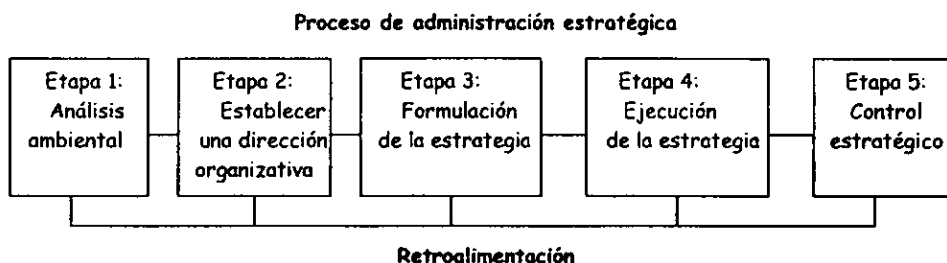 Proceso de administración estratégica
Etapa 1:
Análisis
ambiental
Etapa 2:
Establecer
una dirección
organizativa
Etapa 3:
Formulación
de la estrategia
Etapa 4:
Ejecución
de la estrategia
Etapa 5:
Control
estratégico
Retroalimentación